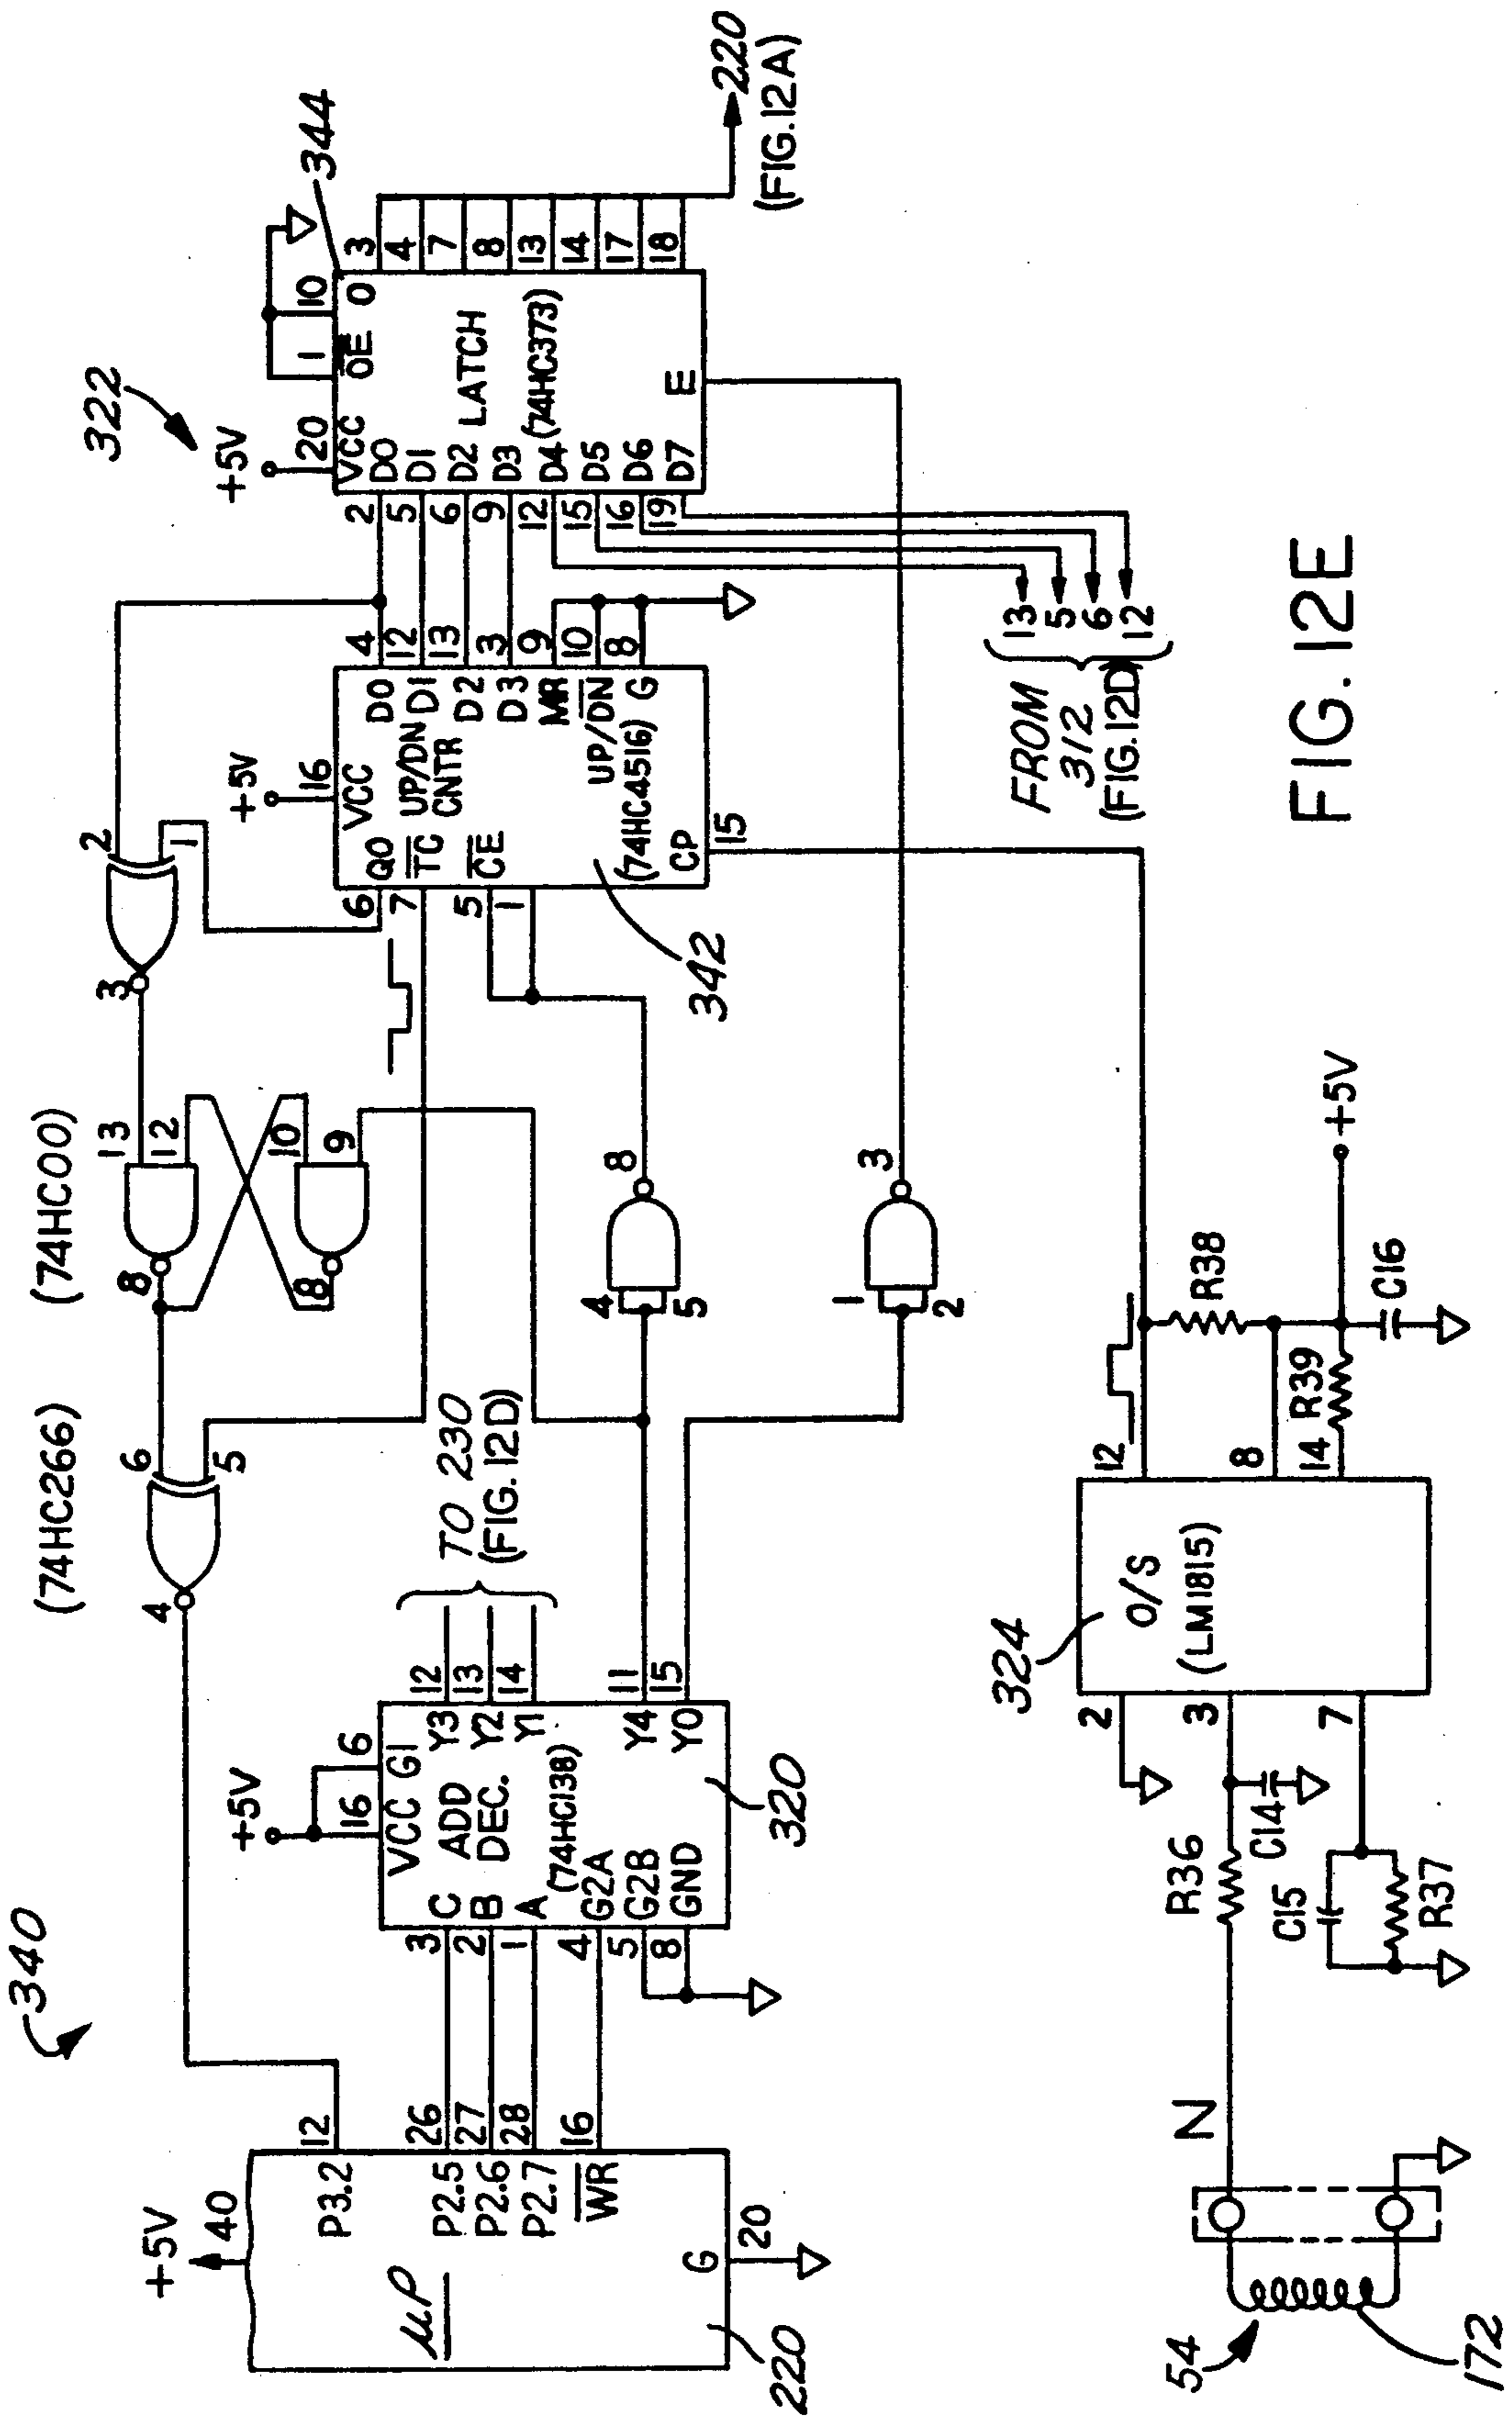 340
322
344
(74HC266)
(74HC00)
4
6
5
8
13
12
18
10
9
3
2
1
+5V
40
12
P3.2
26
P2.5
27
P2.6
28
P2.7
16
WR
µP
G
20
220
+5V
16
6
VCC
G1
3
C
2
B
1
A
4
G2A
5
G2B
8
GND
ADD
DEC.
(74HC138)
Y3
12
Y2
13
Y1
14
Y4
11
Y0
15
320
TO 230
(FIG. 12D)
4
5
8
1
2
3
+5V
16
VCC
6
Q0
7
TC
5
CE
1
UP/DN
CNTR
D0
4
D1
12
D2
13
D3
3
MR
9
UP/DN
10
G
8
(74HC4516)
CP
15
342
+5V
20
1
10
VCC
OE
O
2
D0
5
D1
6
D2
9
D3
12
D4
15
D5
16
D6
19
D7
LATCH
(74HC373)
E
3
4
7
8
13
14
17
18
220
(FIG.12A)
FROM
312
(FIG.12D)
13
5
6
12
54
172
N
R36
C14
C15
R37
2
3
7
324
O/S
(LM1815)
12
8
14
R38
R39
C16
+5V
FIG. 12E